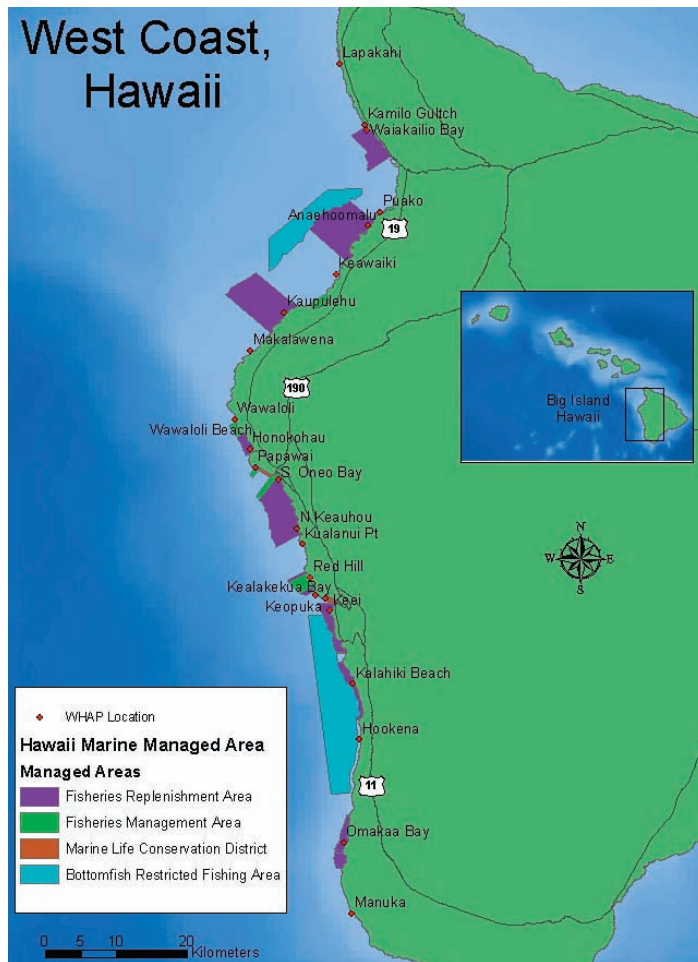 West Coast,
Hawaii
Lapakahi
Kamilo Gultch
Waiakailio Bay
Puako
Anaehoomalu
19
Keawaiki
Kaupulehu
Makalawena
190
Big Island
Hawaii
Wawaloli
Wawaloli Beach
Honokohau
Papawai
S. Oneo Bay
N Keauhou
Kualanui Pt
N
W E
S
Red Hill
Kealakekua Bay
Keei
Keopuka
Kalahiki Beach
Hookena
11
Omakaa Bay
Manuka
WHAP Location
Hawaii Marine Managed Area
Managed Areas
Fisheries Replenishment Area
Fisheries Management Area
Marine Life Conservation District
Bottomfish Restricted Fishing Area
0 5 10 20
Kilometers